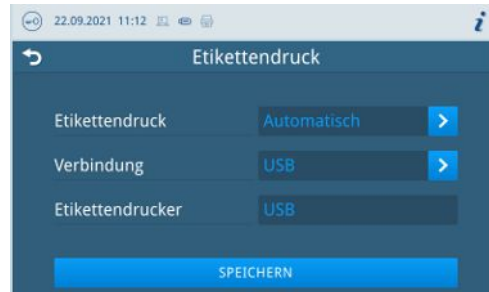 22.09.2021 11:12
i
Etikettendruck
Etikettendruck Automatisch
Verbindung USB
Etikettendrucker USB
SPEICHERN